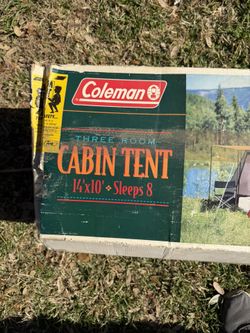 Coleman
THREE ROOM
CABIN TENT
14'x10' • Sleeps 8